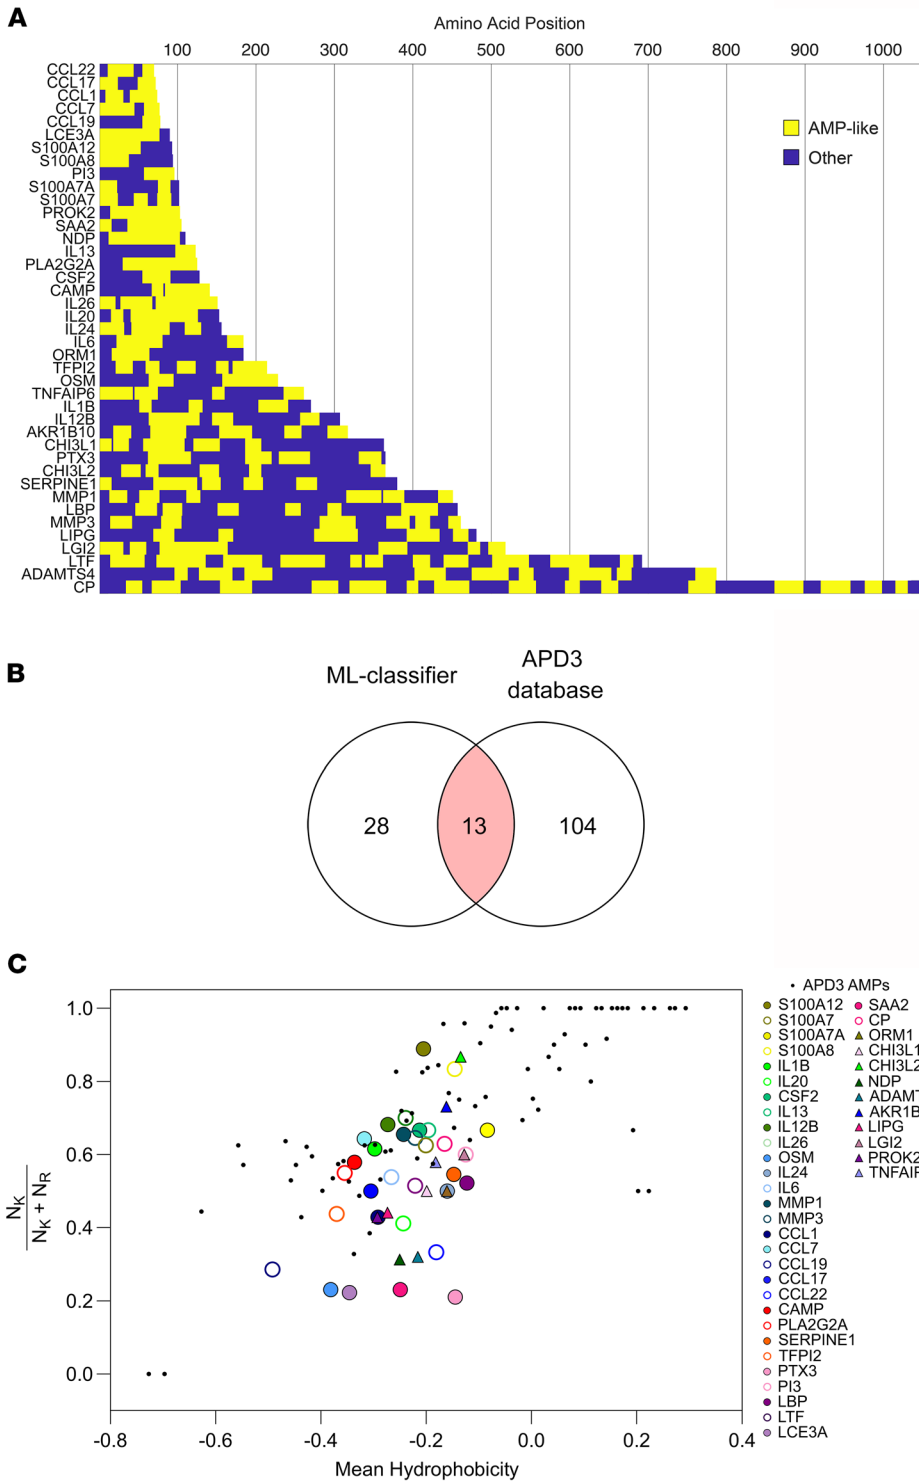 A
Amino Acid Position
100 200 300 400 500 600 700 800 900 1000
CCL22
CCL17
CCL1
CCL7
CCL19
LCE3A
S100A12
S100A8
PI3
S100A7A
S100A7
PROK2
SAA2
NDP
IL13
PLA2G2A
CSF2
CAMP
IL26
IL20
IL24
IL6
ORM1
TFPI2
OSM
TNFAIP6
IL1B
IL12B
AKR1B10
CHI3L1
PTX3
CHI3L2
SERPINE1
MMP1
LBP
MMP3
LIPG
LGI2
LTF
ADAMTS4
CP
AMP-like
Other
B
ML-classifier
APD3
database
28
13
104
C
1.0
0.8
0.6
0.4
0.2
0.0
N_K
N_K + N_R
-0.8 -0.6 -0.4 -0.2 0.0 0.2 0.4
Mean Hydrophobicity
APD3 AMPs
S100A12
S100A7
S100A7A
S100A8
IL1B
IL20
CSF2
IL13
IL12B
IL26
OSM
IL24
IL6
MMP1
MMP3
CCL1
CCL7
CCL19
CCL17
CCL22
CAMP
PLA2G2A
SERPINE1
TFPI2
PTX3
PI3
LBP
LTF
LCE3A
SAA2
CP
ORM1
CHI3L1
CHI3L2
NDP
ADAMT
AKR1B
LIPG
LGI2
PROK2
TNFAIP